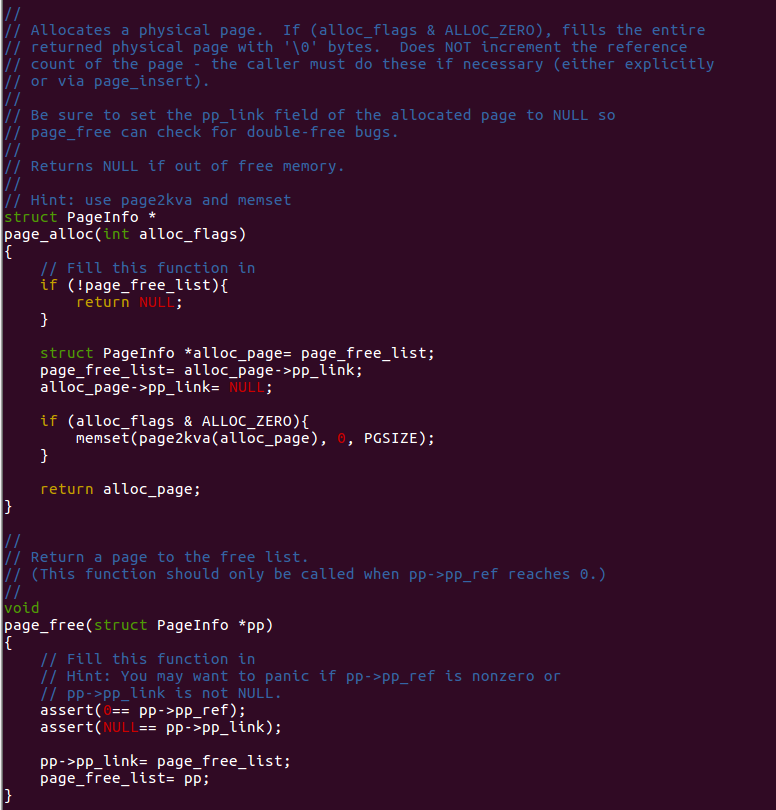 //
// Allocates a physical page.  If (alloc_flags & ALLOC_ZERO), fills the entire
// returned physical page with '\0' bytes.  Does NOT increment the reference
// count of the page - the caller must do these if necessary (either explicitly
// or via page_insert).
//
// Be sure to set the pp_link field of the allocated page to NULL so
// page_free can check for double-free bugs.
//
// Returns NULL if out of free memory.
//
// Hint: use page2kva and memset
struct PageInfo *
page_alloc(int alloc_flags)
{
    // Fill this function in
    if (!page_free_list){
        return NULL;
    }

    struct PageInfo *alloc_page= page_free_list;
    page_free_list= alloc_page->pp_link;
    alloc_page->pp_link= NULL;

    if (alloc_flags & ALLOC_ZERO){
        memset(page2kva(alloc_page), 0, PGSIZE);
    }

    return alloc_page;
}

//
// Return a page to the free list.
// (This function should only be called when pp->pp_ref reaches 0.)
//
void
page_free(struct PageInfo *pp)
{
    // Fill this function in
    // Hint: You may want to panic if pp->pp_ref is nonzero or
    // pp->pp_link is not NULL.
    assert(0== pp->pp_ref);
    assert(NULL== pp->pp_link);

    pp->pp_link= page_free_list;
    page_free_list= pp;
}